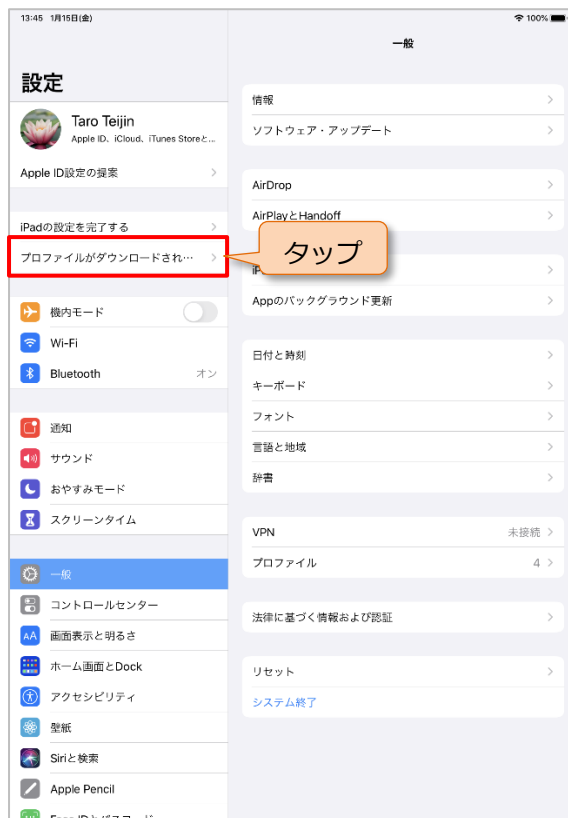 13:45 1月15日(金)
100%
一般
設定
Taro Teijin
Apple ID、iCloud、iTunes Storeと...
Apple ID設定の提案
iPadの設定を完了する
プロファイルがダウンロードされ…
タップ
機内モード
Wi-Fi
Bluetooth オン
通知
サウンド
おやすみモード
スクリーンタイム
一般
コントロールセンター
AA 画面表示と明るさ
ホーム画面とDock
アクセシビリティ
壁紙
Siriと検索
Apple Pencil
情報
ソフトウェア・アップデート
AirDrop
AirPlayとHandoff
Appのバックグラウンド更新
日付と時刻
キーボード
フォント
言語と地域
辞書
VPN 未接続
プロファイル 4
法律に基づく情報および認証
リセット
システム終了